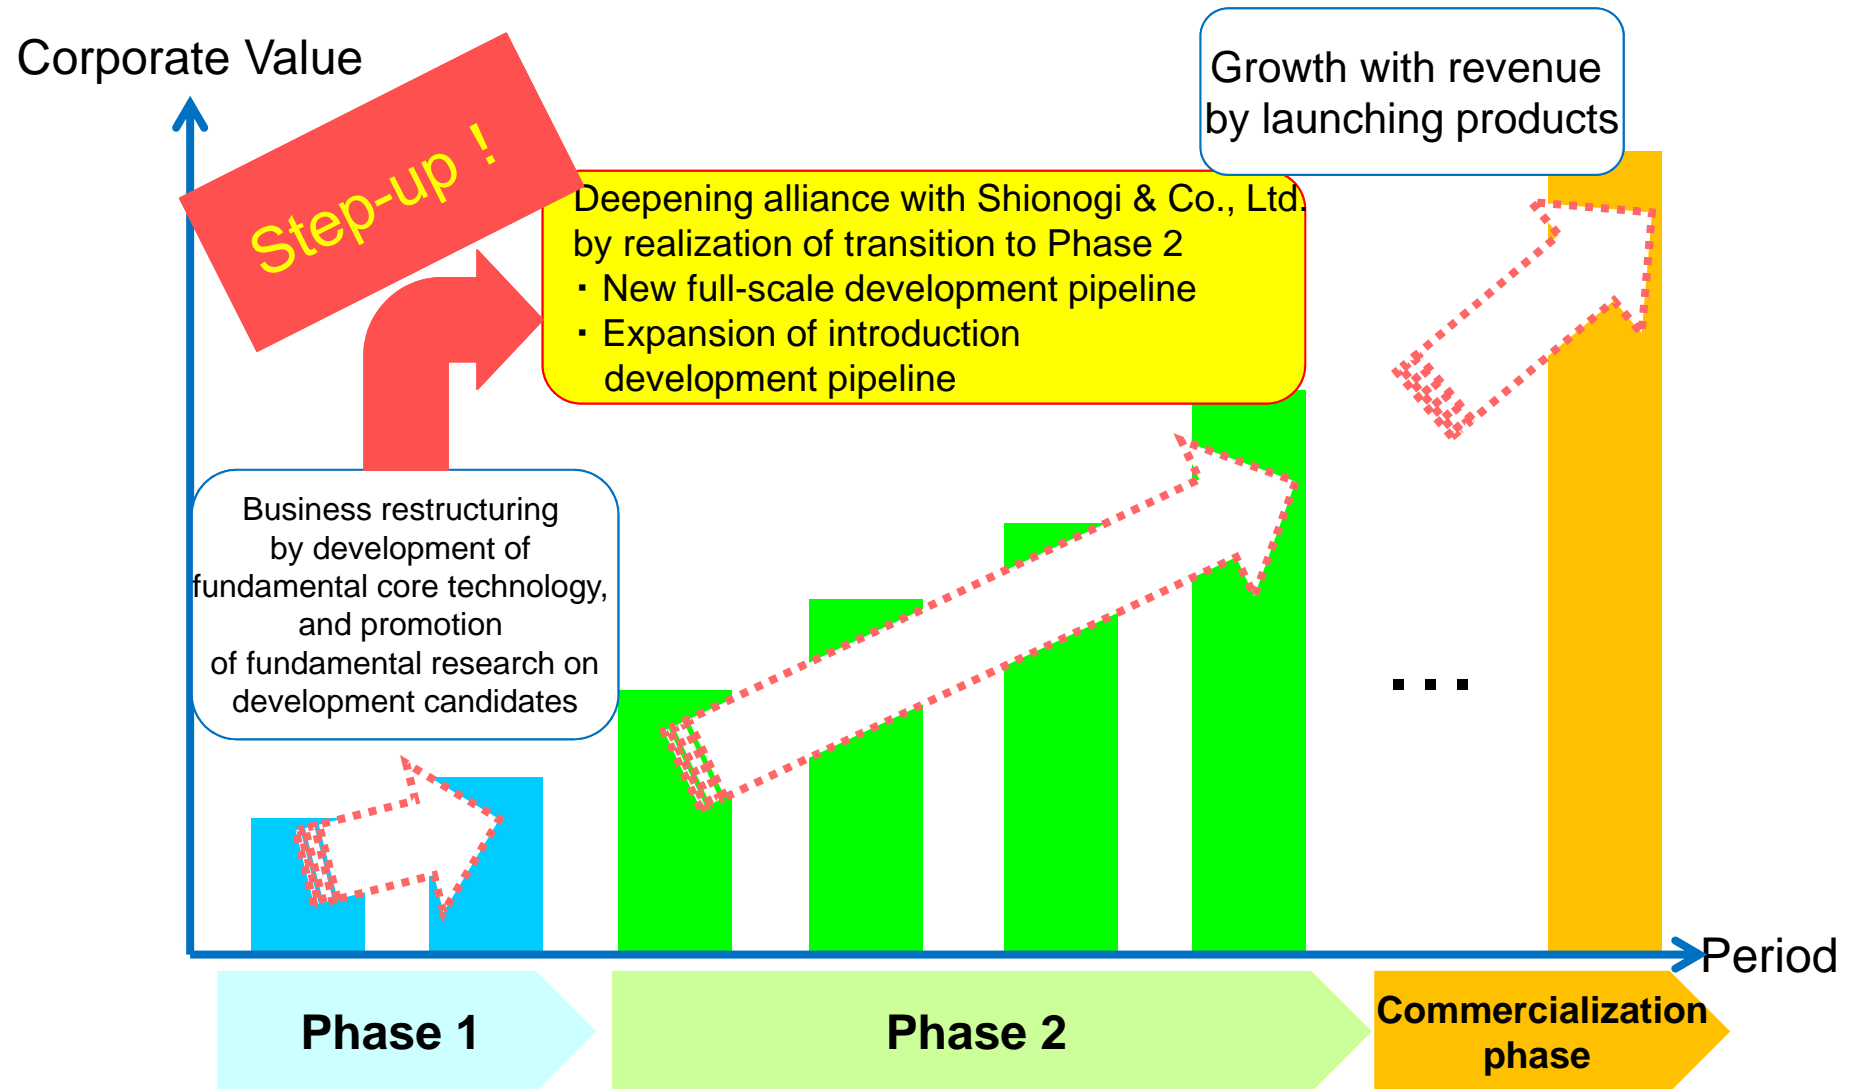 Corporate Value
Growth with revenue
by launching products
Step-up !
Deepening alliance with Shionogi & Co., Ltd.
by realization of transition to Phase 2
・New full-scale development pipeline
・Expansion of introduction
development pipeline
Business restructuring
by development of
fundamental core technology,
and promotion
of fundamental research on
development candidates
...
Period
Phase 1
Phase 2
Commercialization
phase